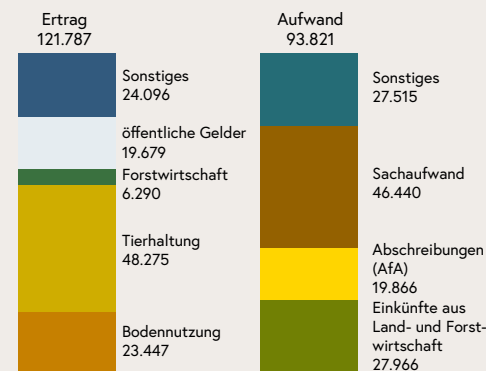 Ertrag
121.787
Sonstiges
24.096
öffentliche Gelder
19.679
Forstwirtschaft
6.290
Tierhaltung
48.275
Bodennutzung
23.447
Aufwand
93.821
Sonstiges
27.515
Sachaufwand
46.440
Abschreibungen
(AfA)
19.866
Einkünfte aus
Land- und Forst-
wirtschaft
27.966